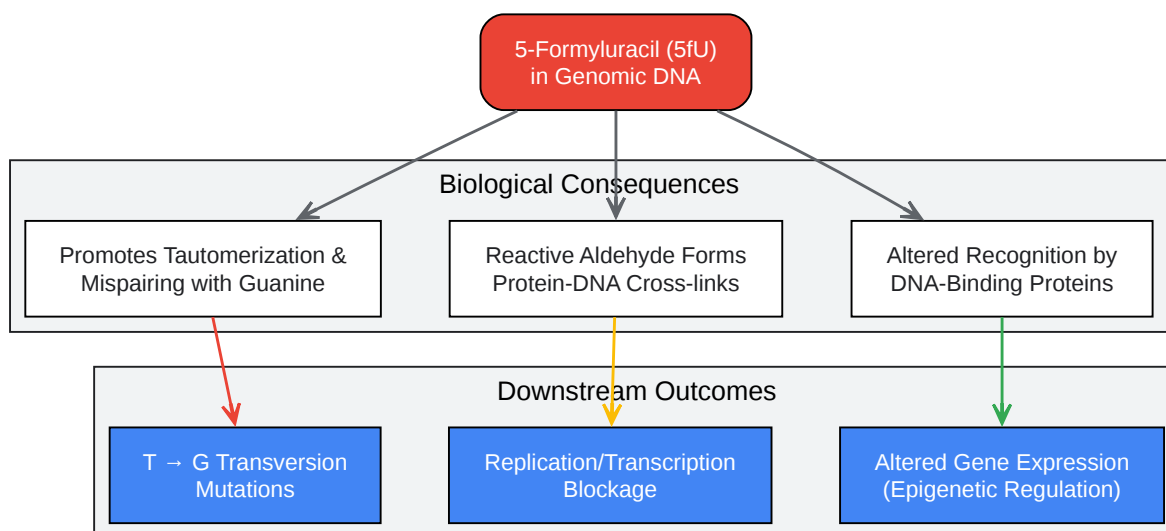 5-Formyluracil (5fU)
in Genomic DNA
Biological Consequences
Promotes Tautomerization &
Mispairing with Guanine
Reactive Aldehyde Forms
Protein-DNA Cross-links
Altered Recognition by
DNA-Binding Proteins
Downstream Outcomes
T → G Transversion
Mutations
Replication/Transcription
Blockage
Altered Gene Expression
(Epigenetic Regulation)